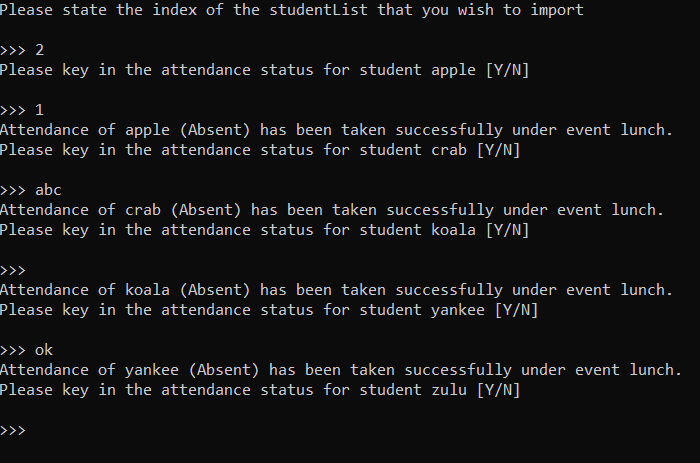 Please state the index of the studentList that you wish to import
>>> 2
Please key in the attendance status for student apple [Y/N]
>>> 1
Attendance of apple (Absent) has been taken successfully under event lunch.
Please key in the attendance status for student crab [Y/N]
>>> abc
Attendance of crab (Absent) has been taken successfully under event lunch.
Please key in the attendance status for student koala [Y/N]
>>>
Attendance of koala (Absent) has been taken successfully under event lunch.
Please key in the attendance status for student yankee [Y/N]
>>> ok
Attendance of yankee (Absent) has been taken successfully under event lunch.
Please key in the attendance status for student zulu [Y/N]
>>>